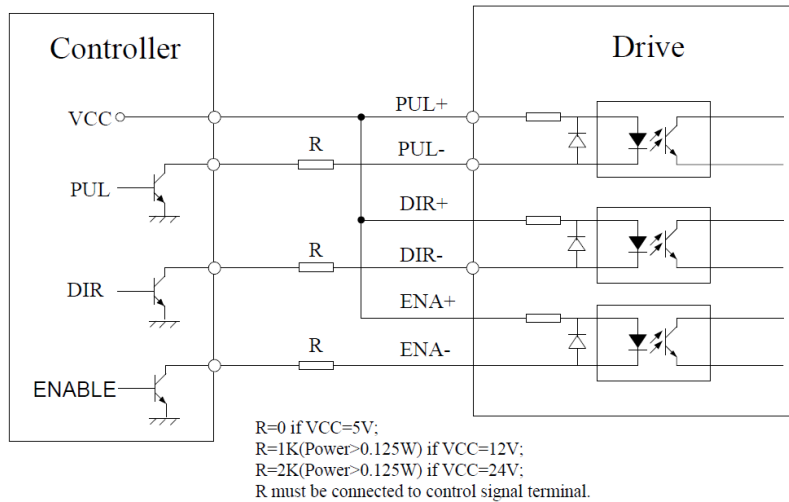 Controller
Drive
VCC
PUL+
R
PUL-
PUL
DIR+
R
DIR-
DIR
ENA+
R
ENA-
ENABLE
R=0 if VCC=5V;
R=1K(Power>0.125W) if VCC=12V;
R=2K(Power>0.125W) if VCC=24V;
R must be connected to control signal terminal.